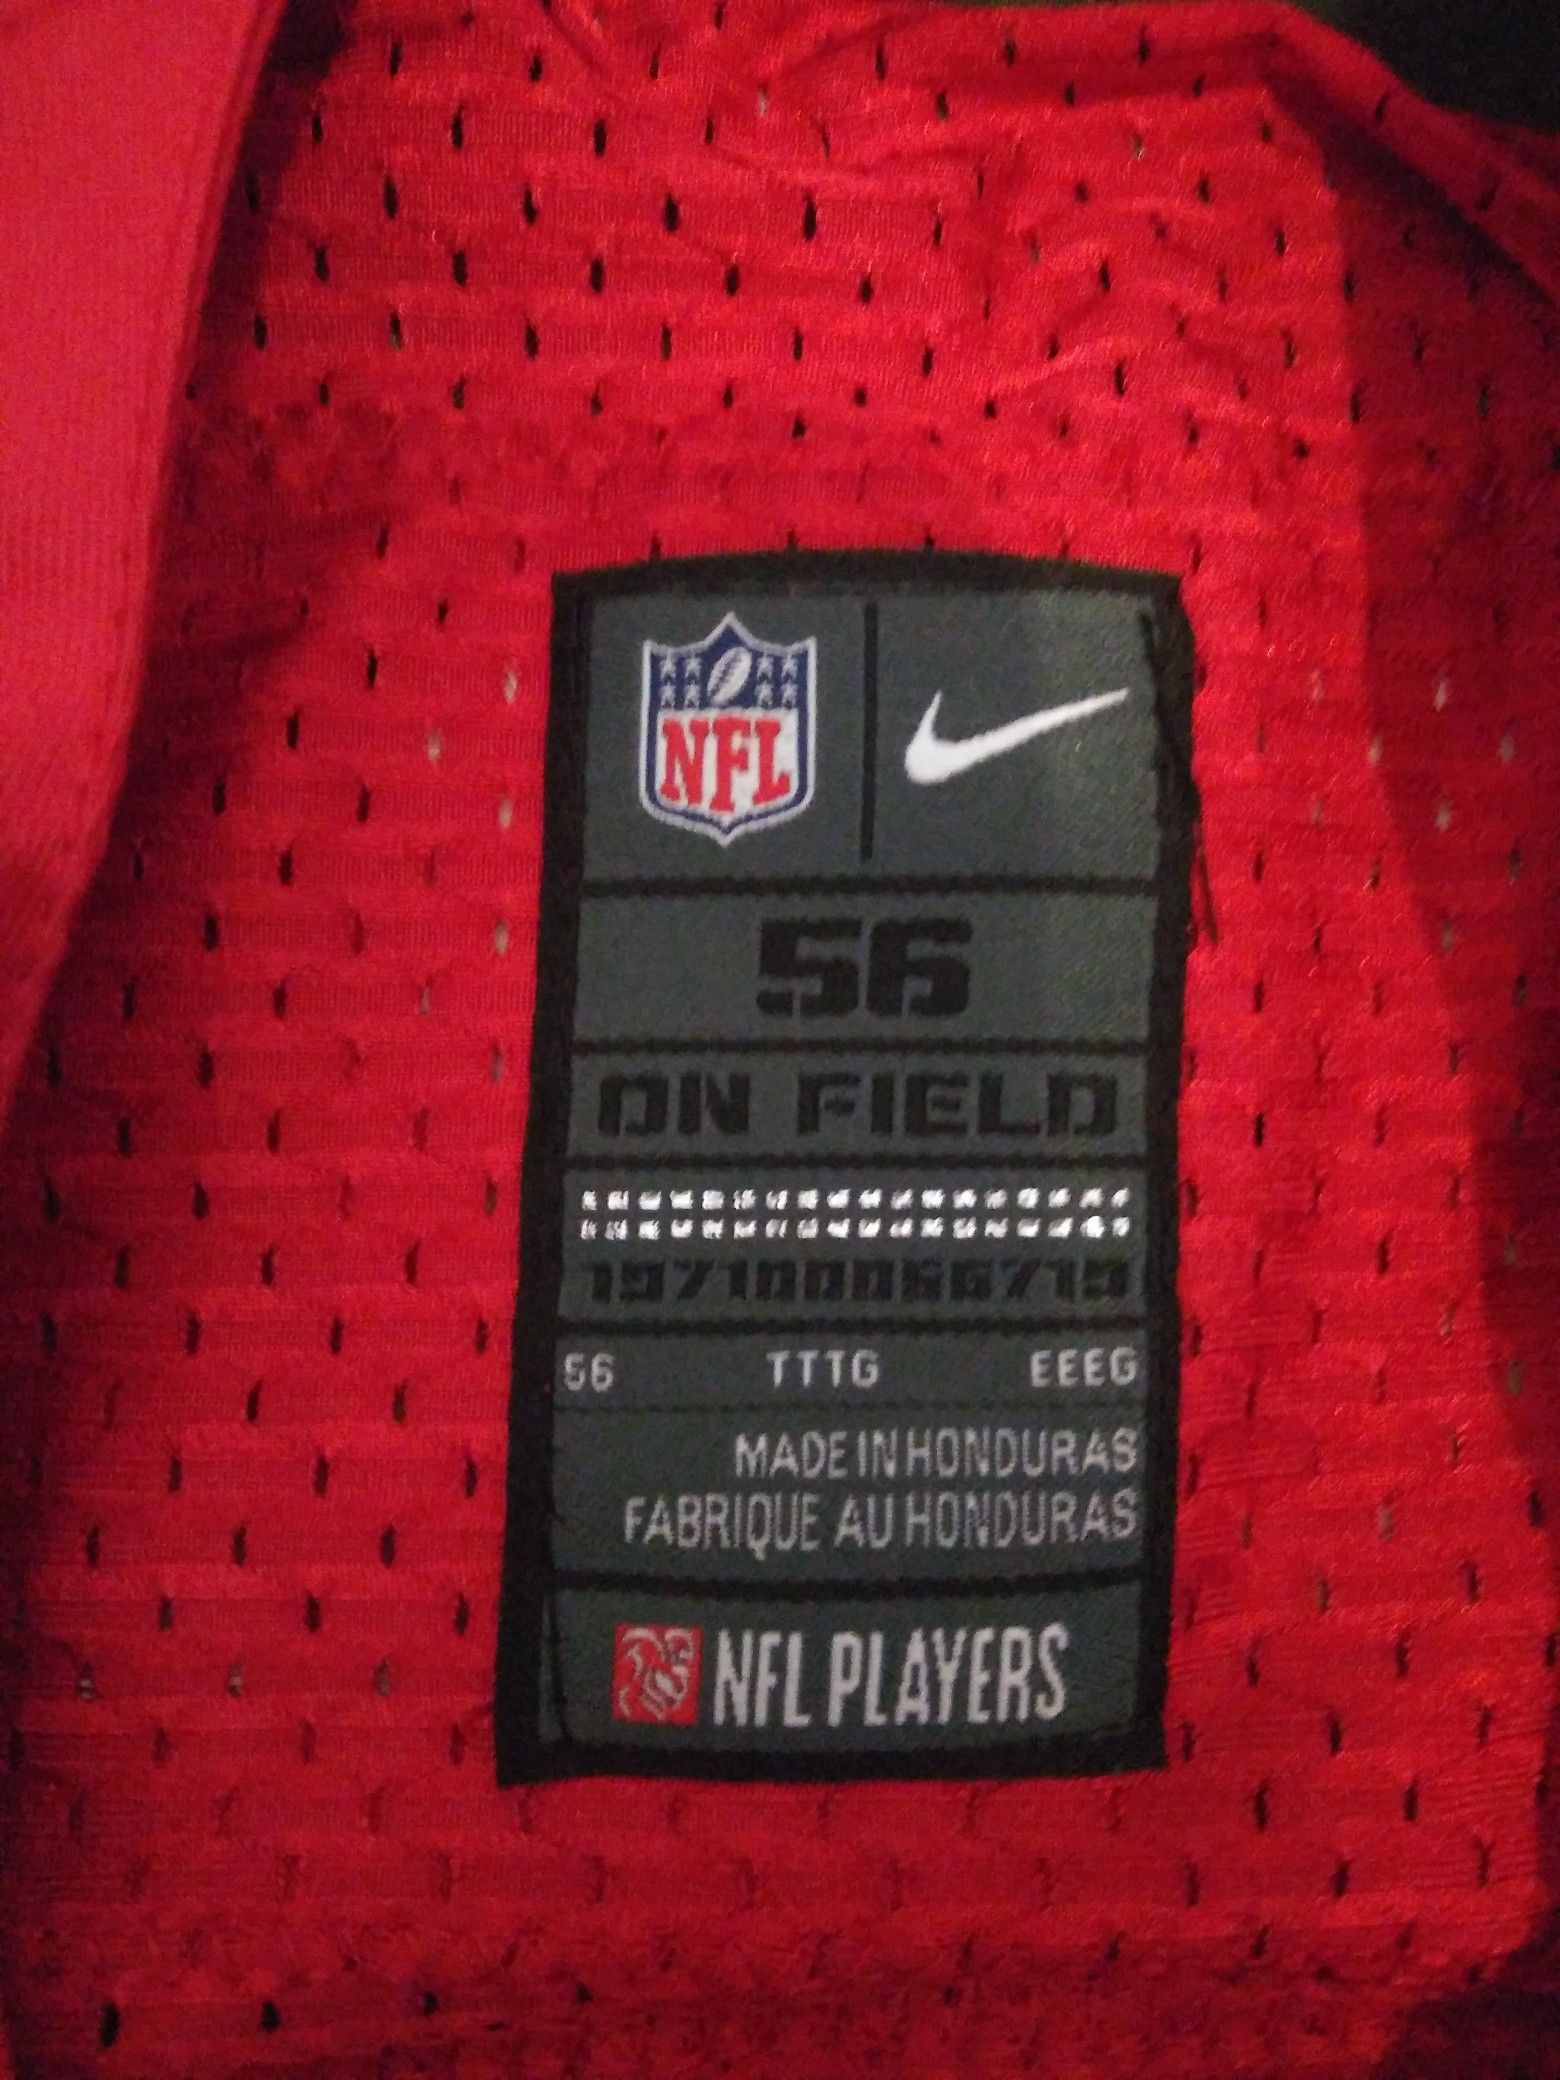 NFL
56
ON FIELD
56 TTTG EEEG
MADE IN HONDURAS
FABRIQUE AU HONDURAS
NFL PLAYERS